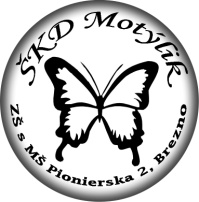 ŠKD Motýlik
ZŠ s MŠ Pionierska 2, Brezno